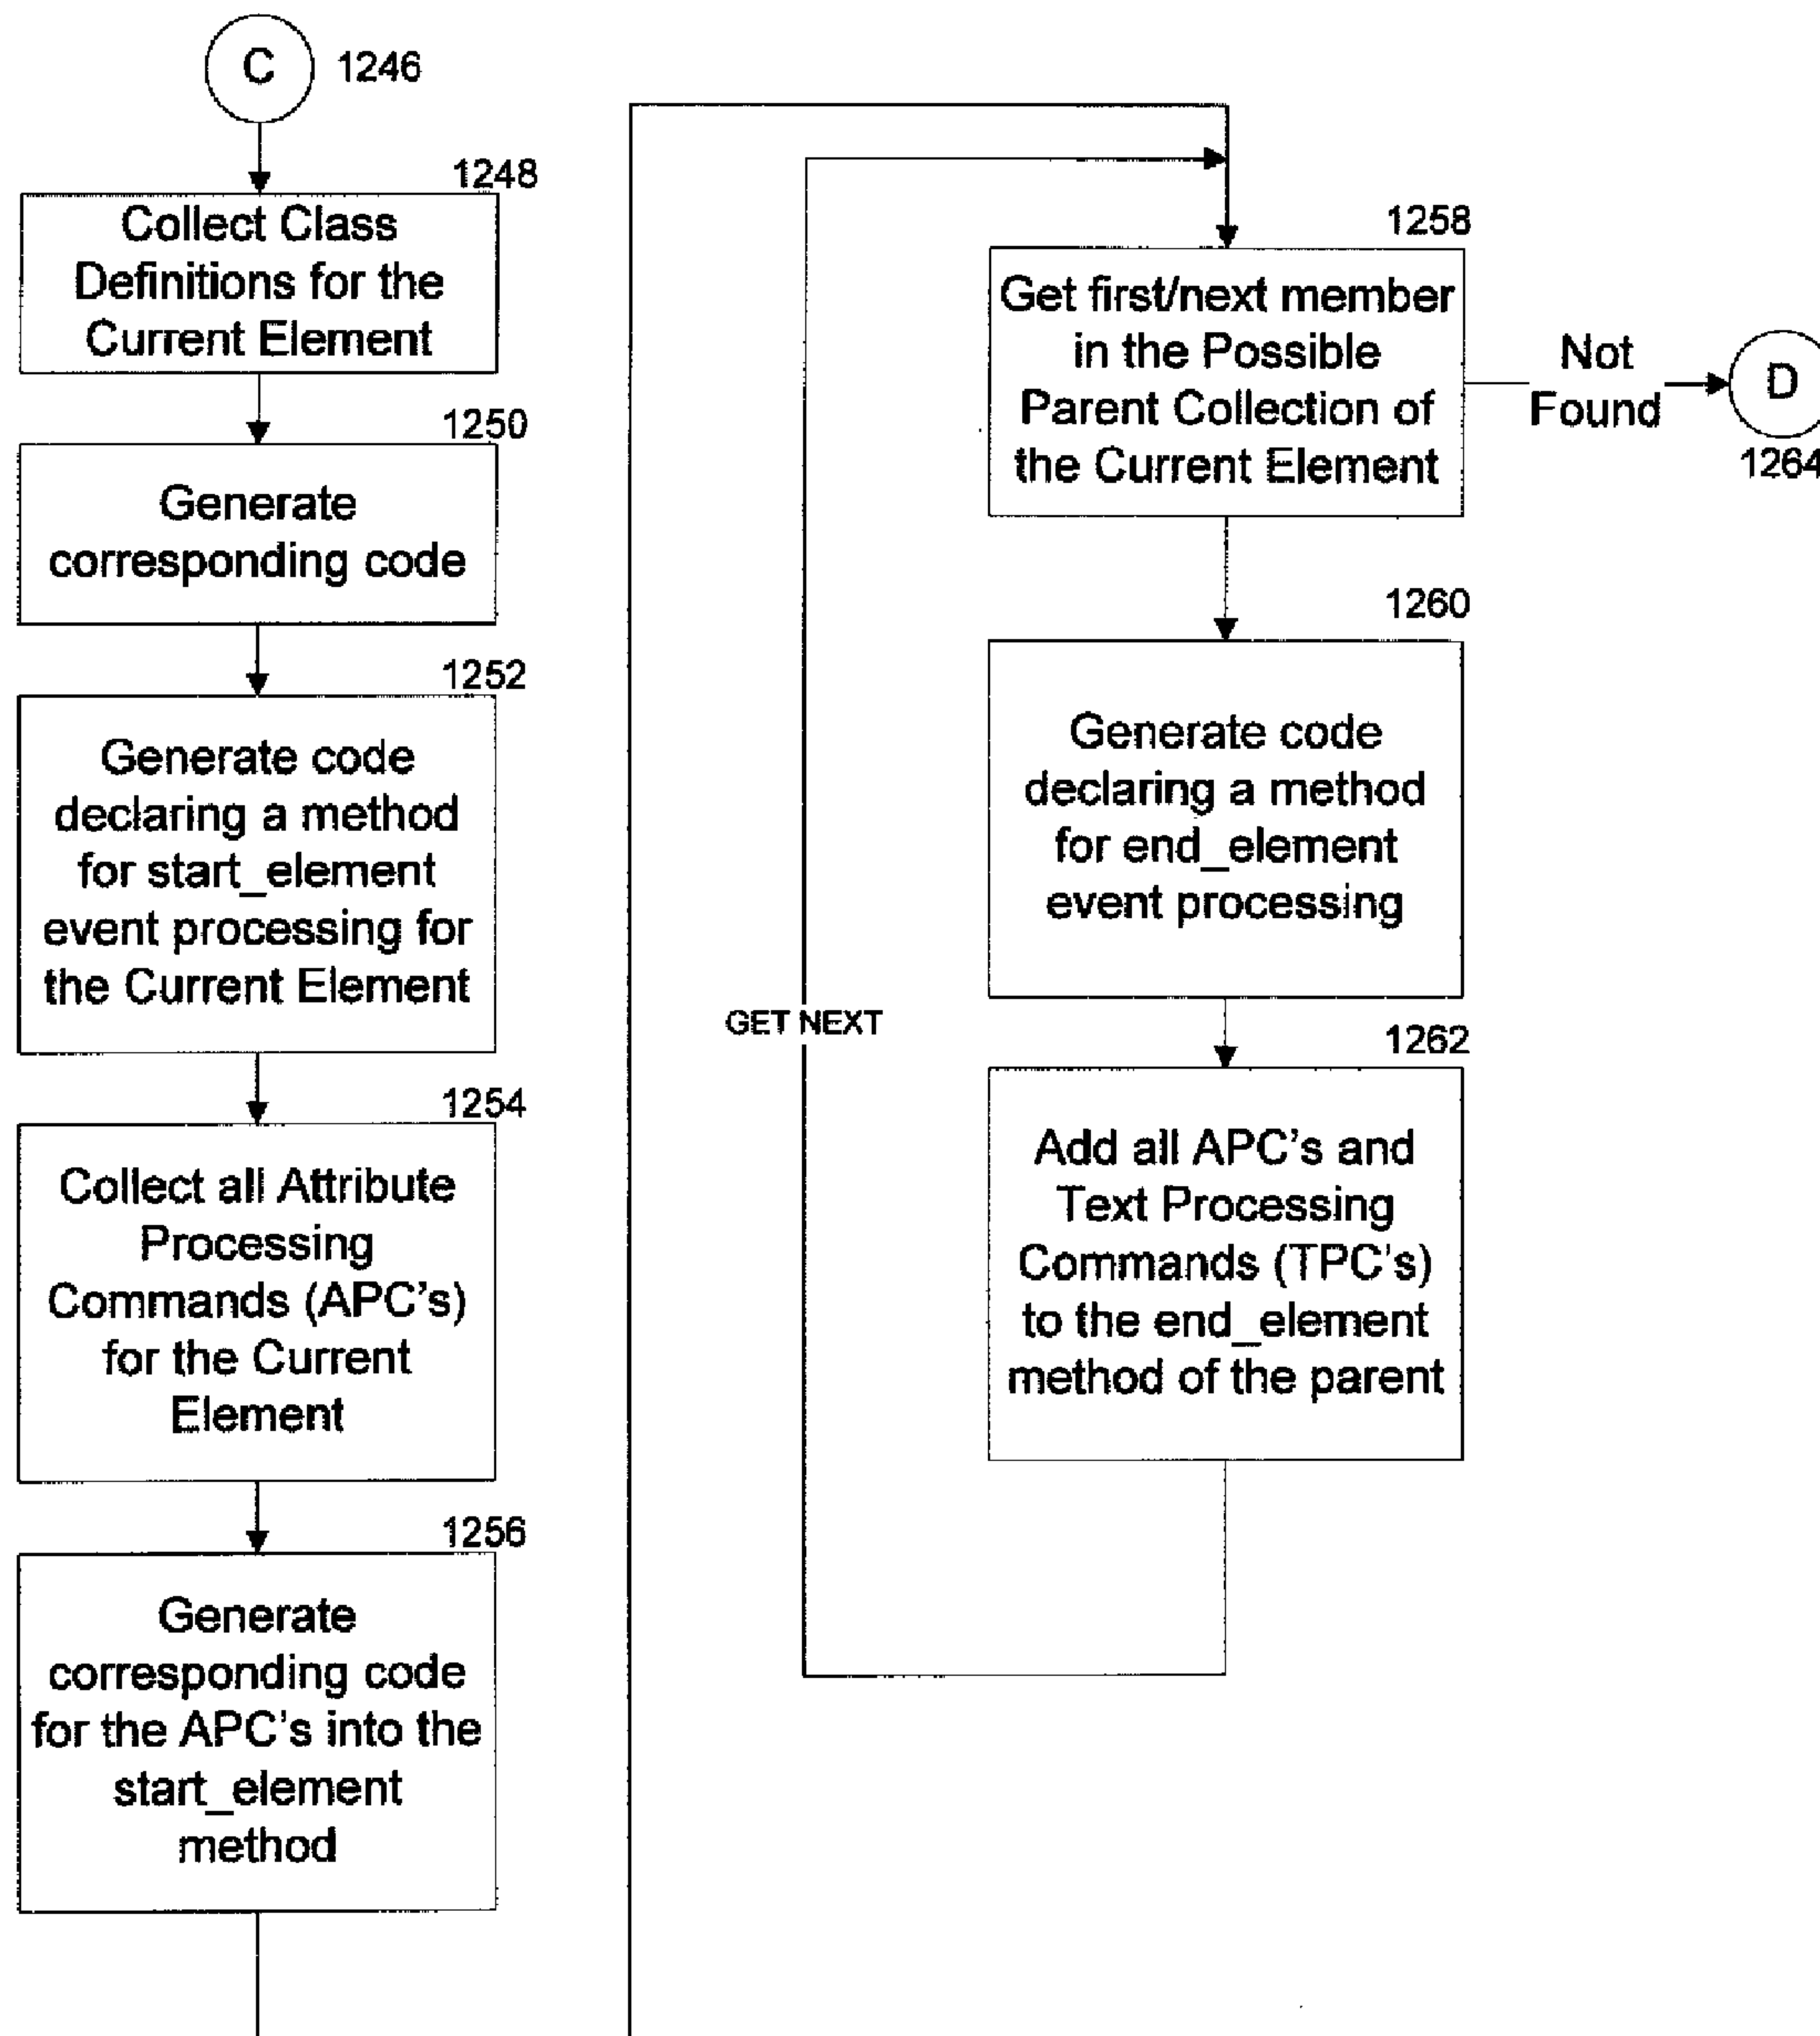 C 1246
1248
Collect Class
Definitions for the
Current Element
1250
Generate
corresponding code
1252
Generate code
declaring a method
for start_element
event processing for
the Current Element
1254
Collect all Attribute
Processing
Commands (APC's)
for the Current
Element
1256
Generate
corresponding code
for the APC's into the
start_element
method
1258
Get first/next member
in the Possible
Parent Collection of
the Current Element
Not
Found
D
1264
1260
Generate code
declaring a method
for end_element
event processing
1262
Add all APC's and
Text Processing
Commands (TPC's)
to the end_element
method of the parent
GET NEXT